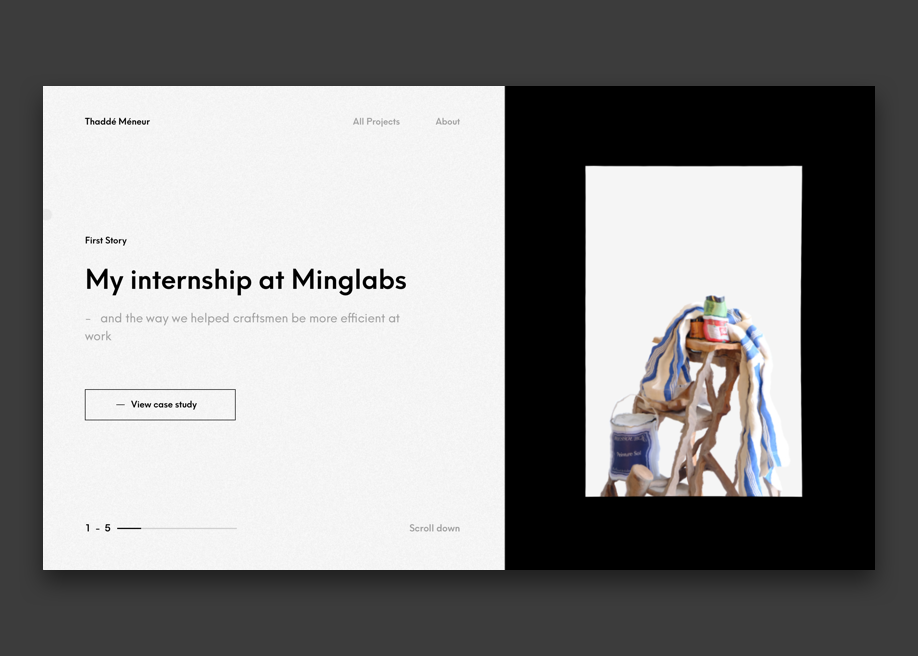 Thaddé Méneur
All Projects
About
First Story
My internship at Minglabs
– and the way we helped craftsmen be more efficient at
work
— View case study
1 - 5
Scroll down